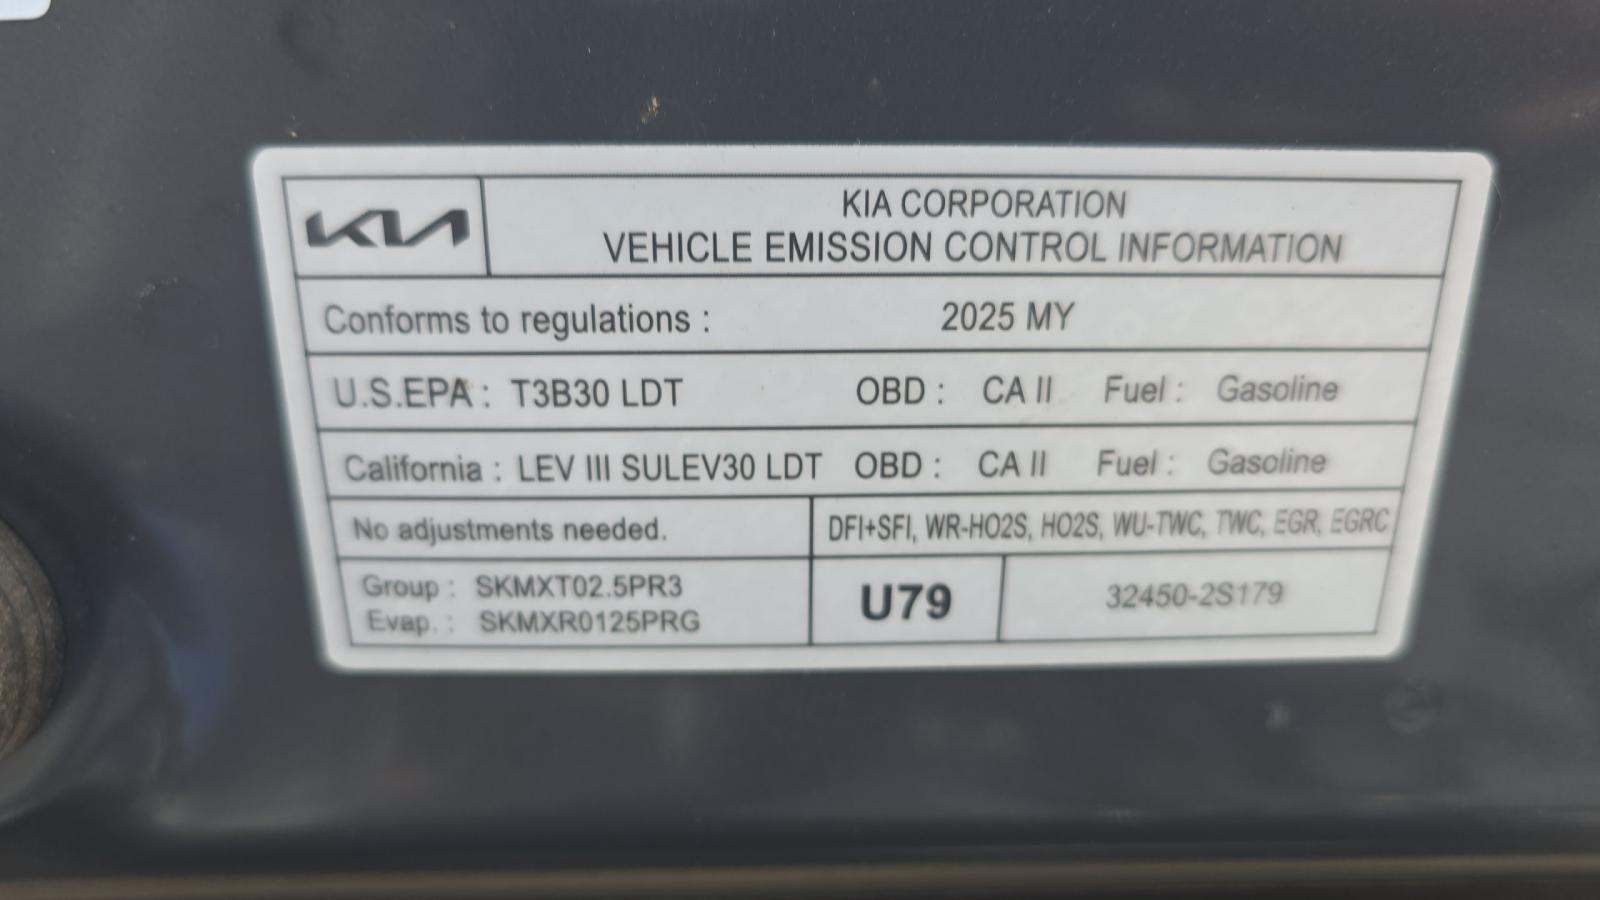 KIA
KIA CORPORATION
VEHICLE EMISSION CONTROL INFORMATION
Conforms to regulations : 2025 MY
U.S.EPA : T3B30 LDT OBD : CA II Fuel : Gasoline
California : LEV III SULEV30 LDT OBD : CA II Fuel : Gasoline
No adjustments needed. DFI+SFI, WR-HO2S, HO2S, WU-TWC, TWC, EGR, EGRC
Group : SKMXT02.5PR3
Evap. : SKMXR0125PRG
U79
32450-2S179